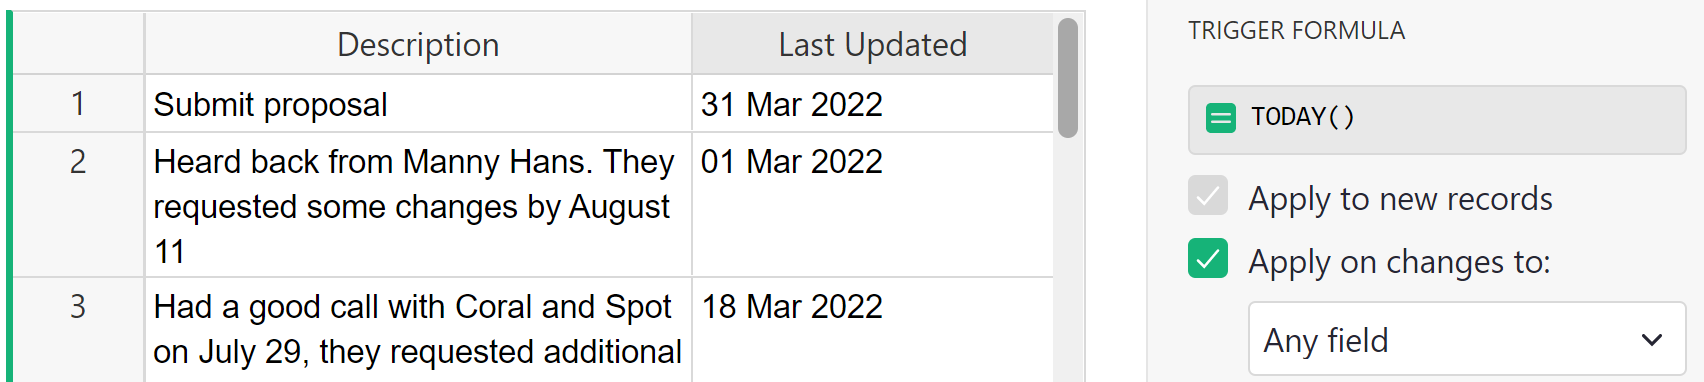 Description Last Updated
1 Submit proposal 31 Mar 2022
2 Heard back from Manny Hans. They 01 Mar 2022
requested some changes by August
11
3 Had a good call with Coral and Spot 18 Mar 2022
on July 29, they requested additional
TRIGGER FORMULA
TODAY()
Apply to new records
Apply on changes to:
Any field